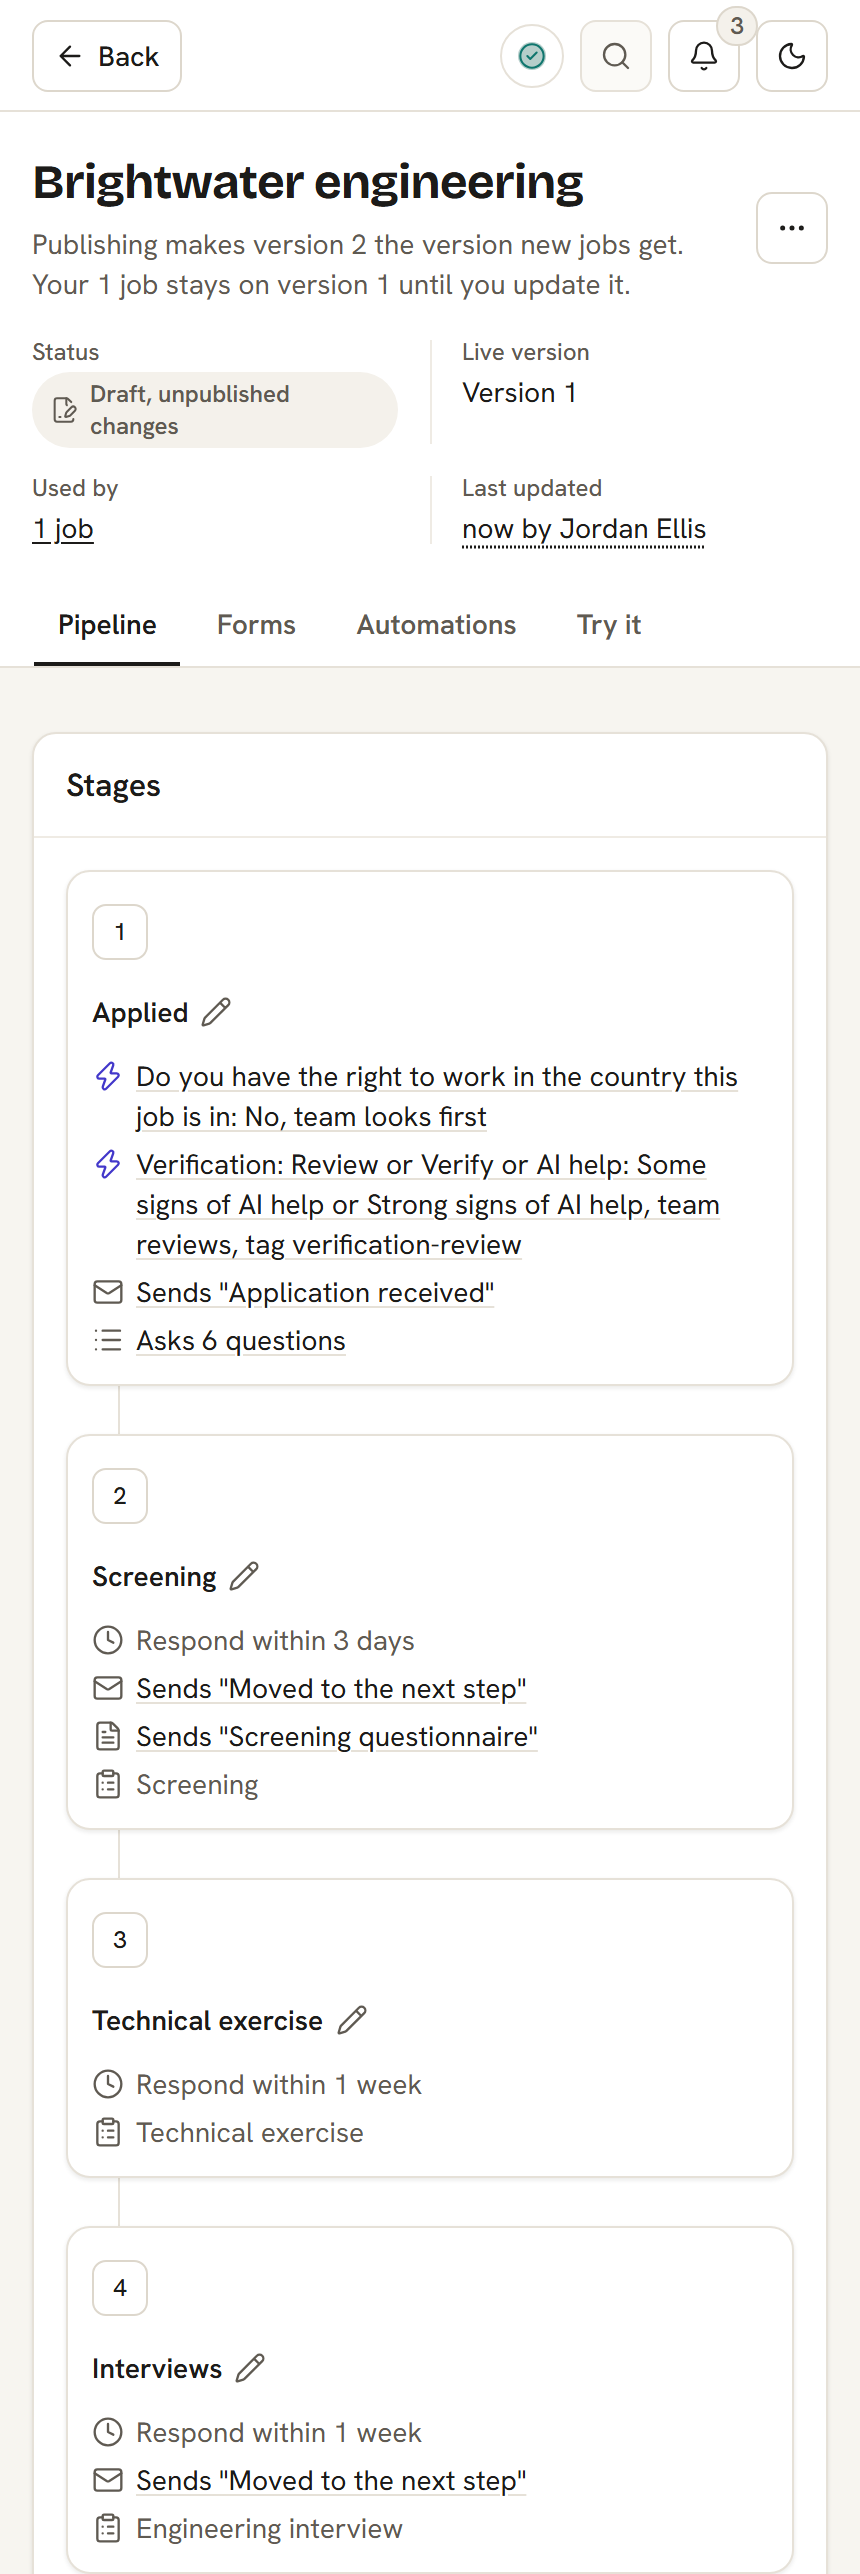 Back
3
Brightwater engineering
Publishing makes version 2 the version new jobs get.
Your 1 job stays on version 1 until you update it.
Status
Draft, unpublished
changes
Live version
Version 1
Used by
1 job
Last updated
now by Jordan Ellis
Pipeline
Forms
Automations
Try it
Stages
1
Applied
Do you have the right to work in the country this
job is in: No, team looks first
Verification: Review or Verify or AI help: Some
signs of AI help or Strong signs of AI help, team
reviews, tag verification-review
Sends "Application received"
Asks 6 questions
2
Screening
Respond within 3 days
Sends "Moved to the next step"
Sends "Screening questionnaire"
Screening
3
Technical exercise
Respond within 1 week
Technical exercise
4
Interviews
Respond within 1 week
Sends "Moved to the next step"
Engineering interview